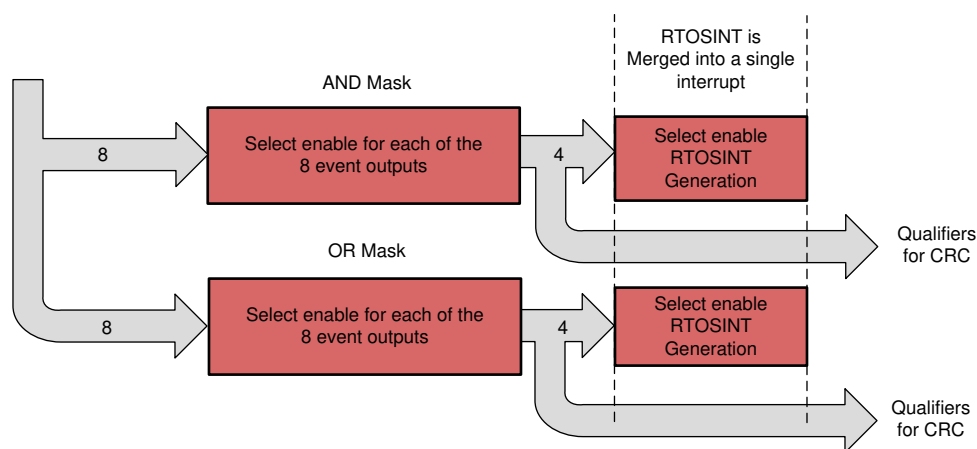 RTOSINT is
Merged into a single
interrupt
AND Mask
8
Select enable for each of the
8 event outputs
4
Select enable
RTOSINT
Generation
Qualifiers
for CRC
OR Mask
8
Select enable for each of the
8 event outputs
4
Select enable
RTOSINT
Generation
Qualifiers
for CRC